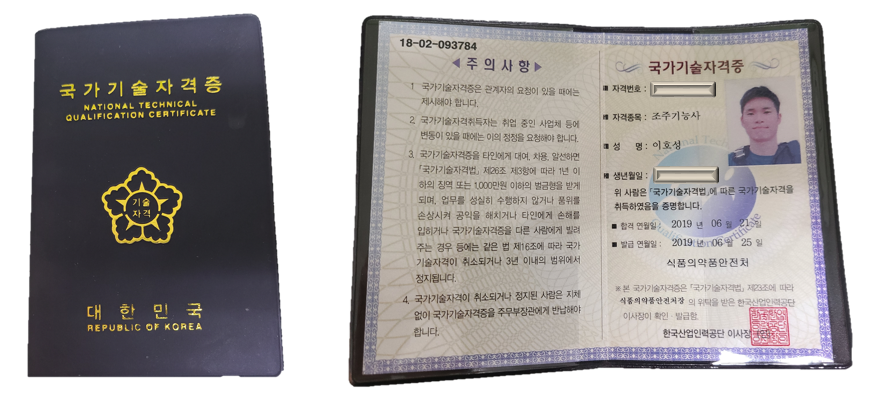 국가기술자격증
NATIONAL TECHNICAL
QUALIFICATION CERTIFICATE
기술
자격
대한민국
REPUBLIC OF KOREA
18-02-093784
◀주의사항▶
1. 국가기술자격증은 관계자의 요청이 있을 때에는
제시해야 합니다.
2. 국가기술자격취득자는 취업 중인 사업체 등에
변동이 있을 때에는 이의 정정을 요청해야 합니다.
3. 국가기술자격증을 타인에게 대여, 차용, 알선하면
「국가기술자격법」 제26조 제3항에 따라 1년 이
하의 징역 또는 1,000만원 이하의 벌금형을 받게
되며, 업무를 성실히 수행하지 않거나 품위를
손상시켜 공익을 해치거나 타인에게 손해를
입히거나 국가기술자격증을 다른 사람에게 빌려
주는 경우 등에는 같은 법 제16조에 따라 국가
기술자격이 취소되거나 3년 이내의 범위에서
정지됩니다.
4. 국가기술자격이 취소되거나 정지된 사람은 지체
없이 국가기술자격증을 주무부장관에게 반납해야
합니다.
국가기술자격증
■ 자격번호 :
■ 자격종목 : 조주기능사
■ 성 명 : 이호성
■ 생년월일 :
위 사람은 「국가기술자격법」에 따른 국가기술자격을
취득하였음을 증명합니다.
■ 합격 연월일 : 2019 년 06 월 21 일
■ 발급 연월일 : 2019 년 06 월 25 일
식품의약품안전처
※ 본 국가기술자격증은 「국가기술자격법」 제23조에 따라
식품의약품안전처장의 위탁을 받은 한국산업인력공단
이사장이 확인·발급함.
한국산업인력공단 이사장